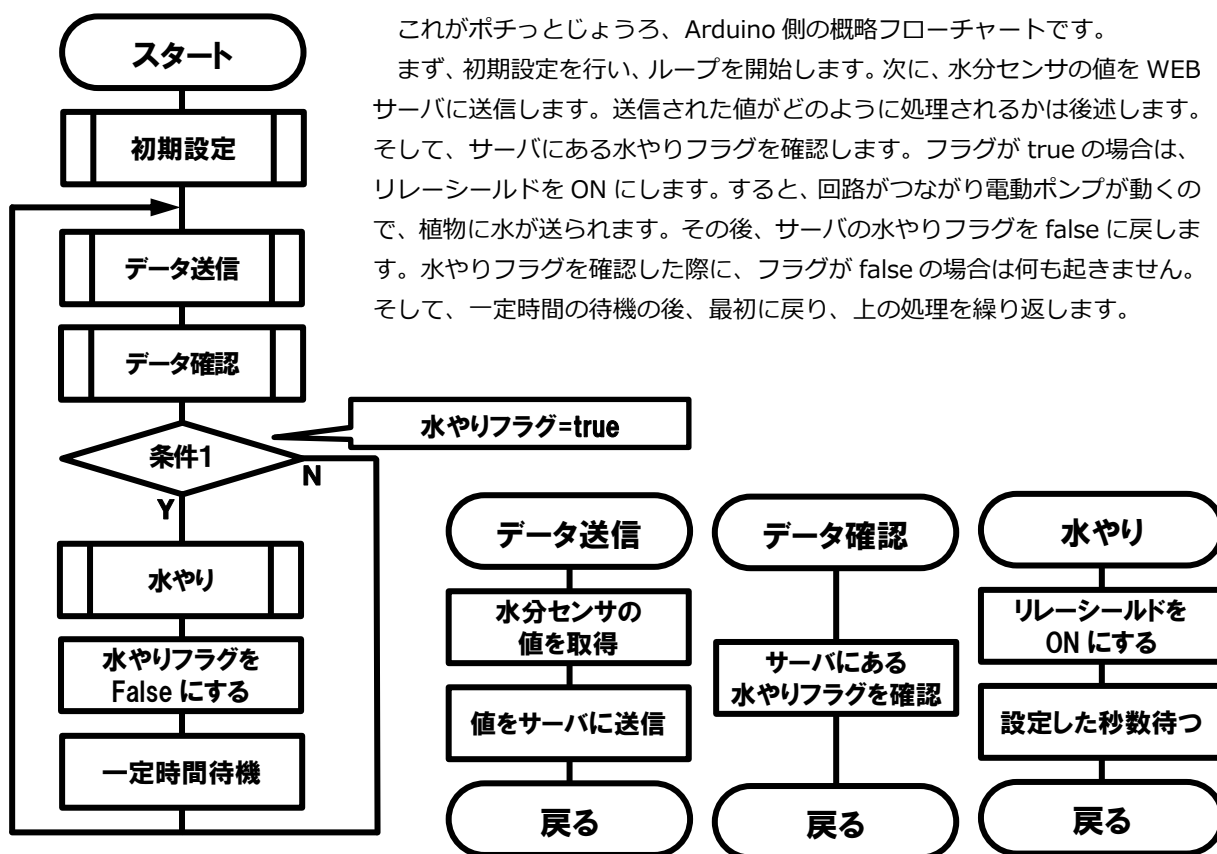 これがポチっとじょうろ、Arduino 側の概略フローチャートです。
まず、初期設定を行い、ループを開始します。次に、水分センサの値を WEB
サーバに送信します。送信された値がどのように処理されるかは後述します。
そして、サーバにある水やりフラグを確認します。フラグが true の場合は、
リレーシールドを ON にします。すると、回路がつながり電動ポンプが動くの
で、植物に水が送られます。その後、サーバの水やりフラグを false に戻しま
す。水やりフラグを確認した際に、フラグが false の場合は何も起きません。
そして、一定時間の待機の後、最初に戻り、上の処理を繰り返します。
スタート
初期設定
データ送信
データ確認
条件1
水やりフラグ=true
N
Y
水やり
水やりフラグを
False にする
一定時間待機
データ送信
水分センサの
値を取得
値をサーバに送信
戻る
データ確認
サーバにある
水やりフラグを確認
戻る
水やり
リレーシールドを
ON にする
設定した秒数待つ
戻る